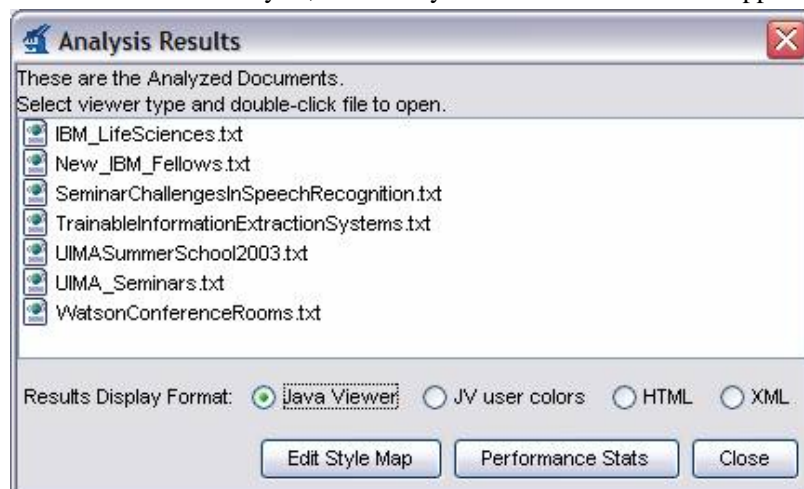 Analysis Results
These are the Analyzed Documents.
Select viewer type and double-click file to open.
IBM_LifeSciences.txt
New_IBM_Fellows.txt
SeminarChallengesInSpeechRecognition.txt
TrainableInformationExtractionSystems.txt
UIMASummerSchool2003.txt
UIMA_Seminars.txt
WatsonConferenceRooms.txt
Results Display Format: Java Viewer JV user colors HTML XML
Edit Style Map Performance Stats Close